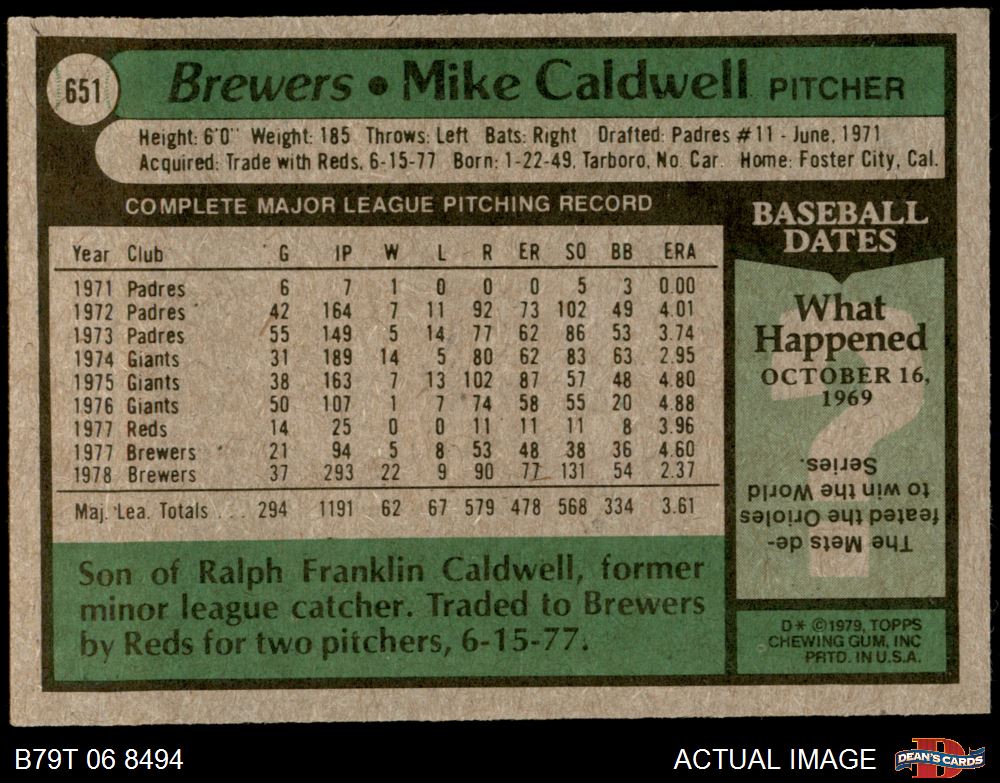 651
Brewers • Mike Caldwell PITCHER
Height: 6'0" Weight: 185 Throws: Left Bats: Right Drafted: Padres #11 - June, 1971
Acquired: Trade with Reds, 6-15-77 Born: 1-22-49, Tarboro, No. Car. Home: Foster City, Cal.
COMPLETE MAJOR LEAGUE PITCHING RECORD
Year Club G IP W L R ER SO BB ERA
1971 Padres 6 7 1 0 0 0 5 3 0.00
1972 Padres 42 164 7 11 92 73 102 49 4.01
1973 Padres 55 149 5 14 77 62 86 53 3.74
1974 Giants 31 189 14 5 80 62 83 63 2.95
1975 Giants 38 163 7 13 102 87 57 48 4.80
1976 Giants 50 107 1 7 74 58 55 20 4.88
1977 Reds 14 25 0 0 11 11 11 8 3.96
1977 Brewers 21 94 5 8 53 48 38 36 4.60
1978 Brewers 37 293 22 9 90 77 131 54 2.37
Maj. Lea. Totals . . . 294 1191 62 67 579 478 568 334 3.61
Son of Ralph Franklin Caldwell, former
minor league catcher. Traded to Brewers
by Reds for two pitchers, 6-15-77.
BASEBALL
DATES
What
Happened
OCTOBER 16,
1969
The Mets de-
feated the Orioles
to win the World
Series.
D* ©1979, TOPPS
CHEWING GUM, INC
PRTD. IN U.S.A.
B79T 06 8494
ACTUAL IMAGE
D
DEAN'S CARDS